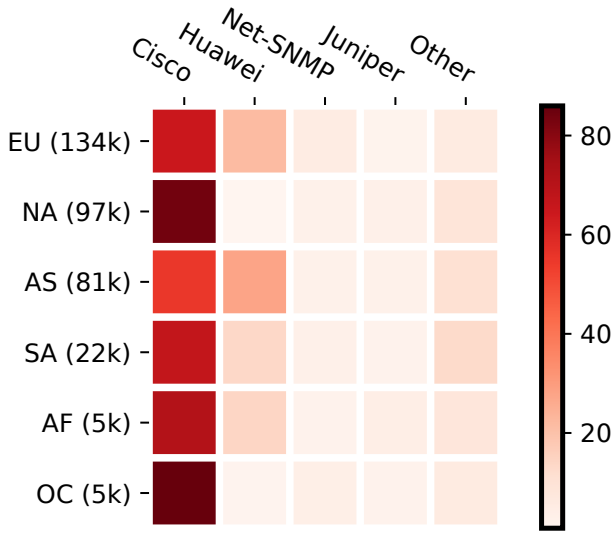 Cisco
Huawei
Net-SNMP
Juniper
Other
EU (134k)
NA (97k)
AS (81k)
SA (22k)
AF (5k)
OC (5k)
80
60
40
20